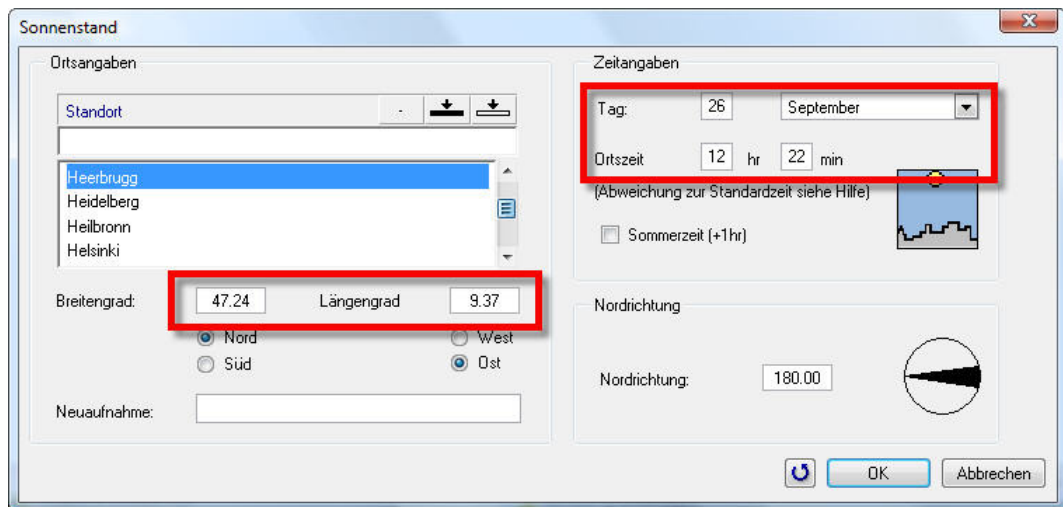 Sonnenstand
Ortsangaben
Standort
Heerbrugg
Heidelberg
Heilbronn
Helsinki
Breitengrad: 47.24 Längengrad 9.37
Nord West
Süd Ost
Neuaufnahme:
Zeitangaben
Tag: 26 September
Ortszeit 12 hr 22 min
(Abweichung zur Standardzeit siehe Hilfe)
Sommerzeit (+1hr)
Nordrichtung
Nordrichtung: 180.00
OK Abbrechen